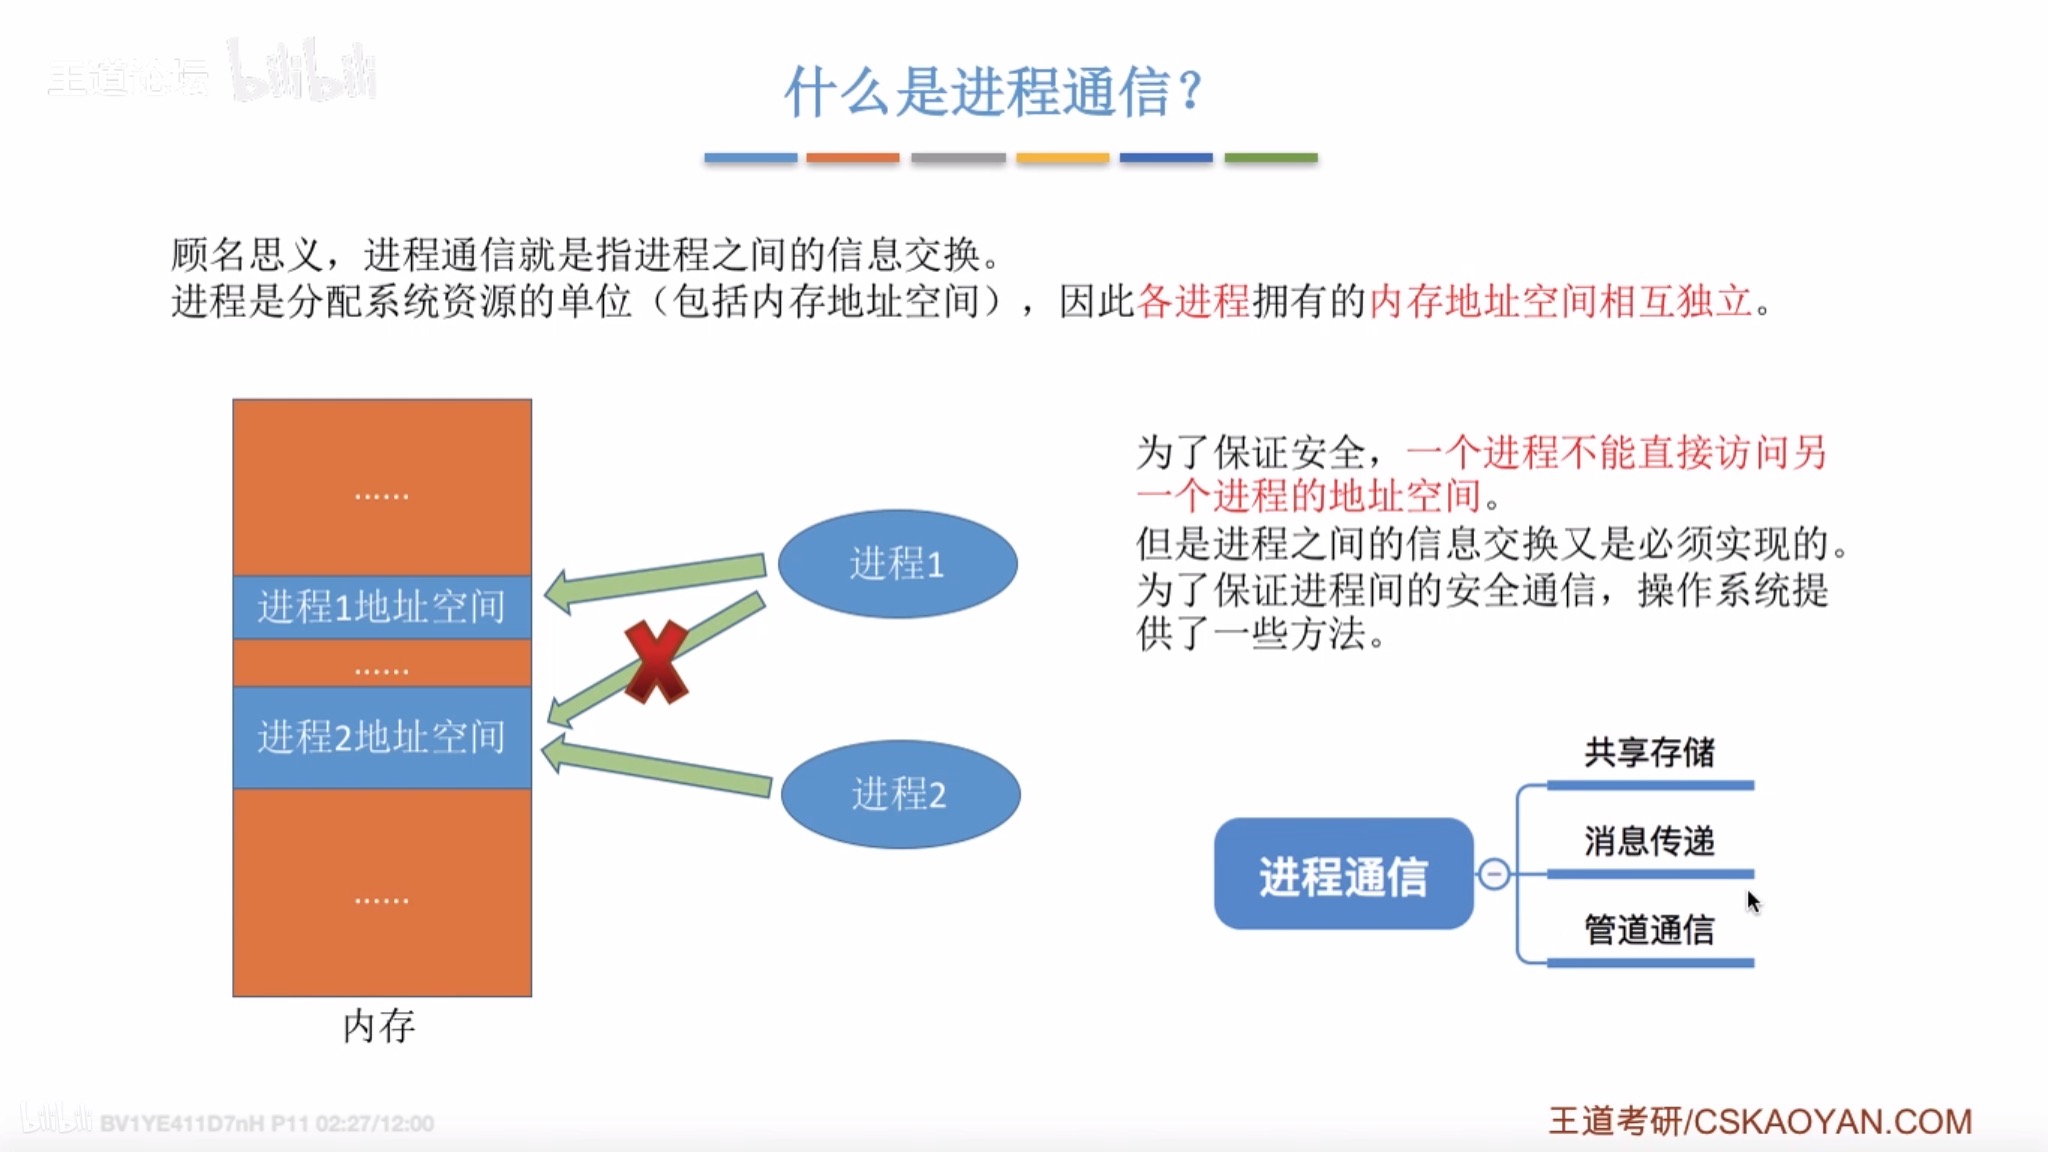 王道论坛 bilibili
什么是进程通信？
顾名思义，进程通信就是指进程之间的信息交换。
进程是分配系统资源的单位（包括内存地址空间），因此各进程拥有的内存地址空间相互独立。
……
进程1地址空间
……
进程2地址空间
……
内存
进程1
进程2
为了保证安全，一个进程不能直接访问另
一个进程的地址空间。
但是进程之间的信息交换又是必须实现的。
为了保证进程间的安全通信，操作系统提
供了一些方法。
进程通信
共享存储
消息传递
管道通信
bilibili BV1YE411D7nH P11 02:27/12:00
王道考研/CSKAOYAN.COM